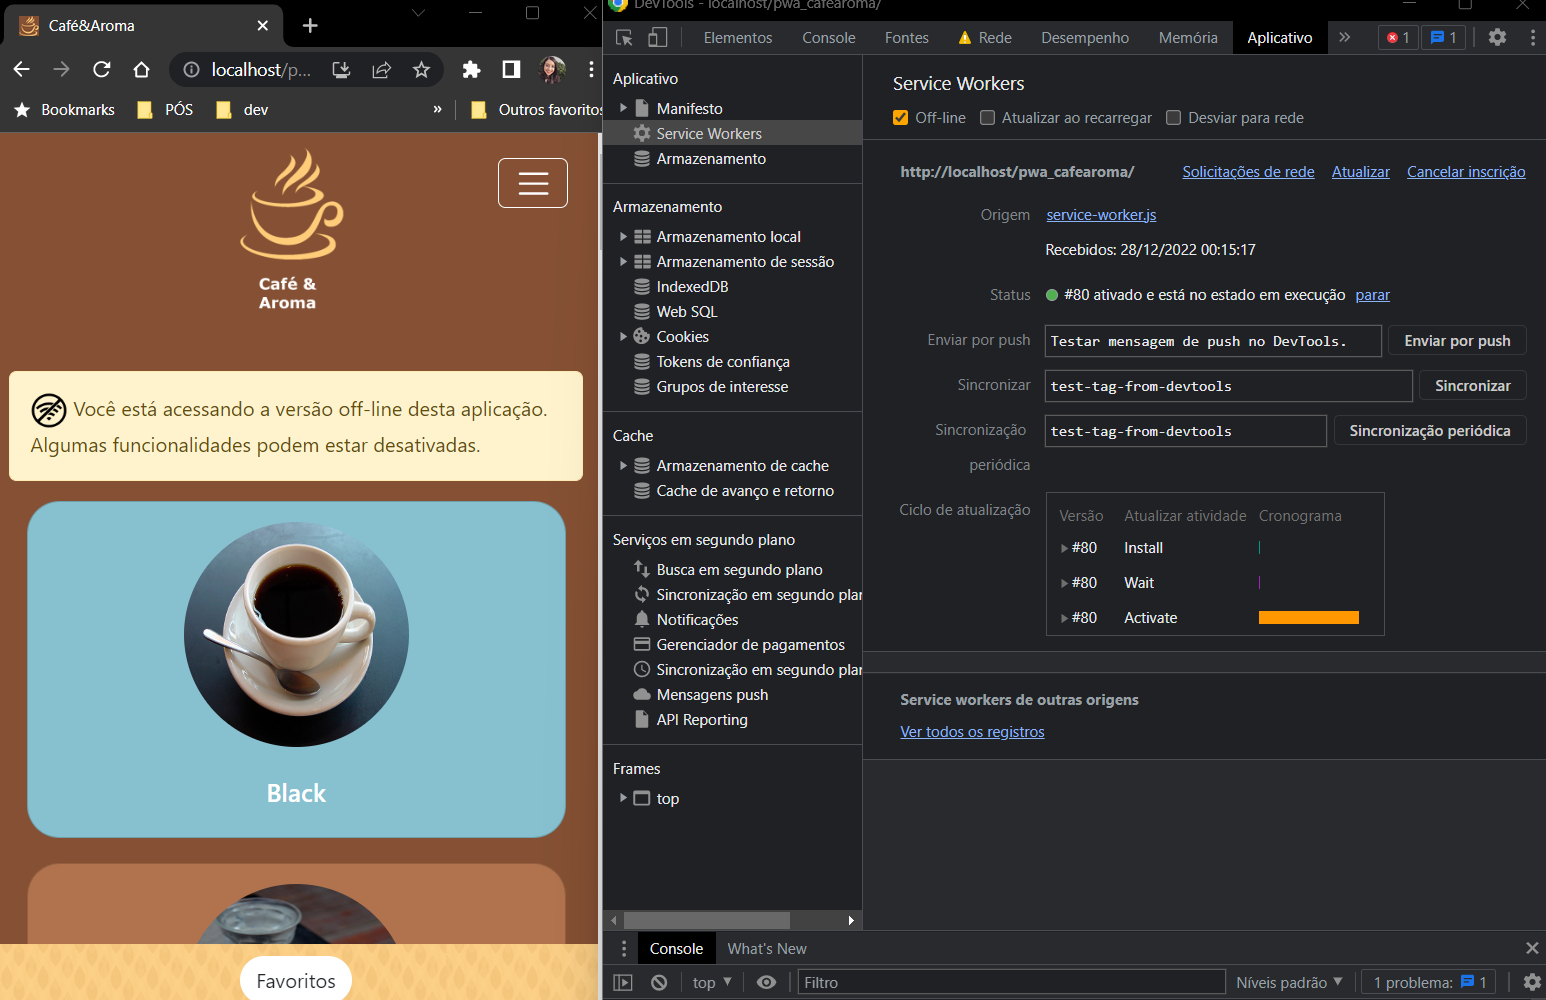 Café&Aroma
localhost/p...
Bookmarks
PÓS
dev
»
Outros favoritos
Café &
Aroma
Você está acessando a versão off-line desta aplicação.
Algumas funcionalidades podem estar desativadas.
Black
Favoritos
DevTools - localhost/pwa_cafearoma/
Elementos
Console
Fontes
Rede
Desempenho
Memória
Aplicativo
»
1
1
Aplicativo
Manifesto
Service Workers
Armazenamento
Armazenamento
Armazenamento local
Armazenamento de sessão
IndexedDB
Web SQL
Cookies
Tokens de confiança
Grupos de interesse
Cache
Armazenamento de cache
Cache de avanço e retorno
Serviços em segundo plano
Busca em segundo plano
Sincronização em segundo plar
Notificações
Gerenciador de pagamentos
Sincronização em segundo plar
Mensagens push
API Reporting
Frames
top
Service Workers
Off-line
Atualizar ao recarregar
Desviar para rede
http://localhost/pwa_cafearoma/
Solicitações de rede
Atualizar
Cancelar inscrição
Origem
service-worker.js
Recebidos: 28/12/2022 00:15:17
Status
#80 ativado e está no estado em execução
parar
Enviar por push
Testar mensagem de push no DevTools.
Enviar por push
Sincronizar
test-tag-from-devtools
Sincronizar
Sincronização
periódica
test-tag-from-devtools
Sincronização periódica
Ciclo de atualização
Versão
Atualizar atividade
Cronograma
#80
Install
#80
Wait
#80
Activate
Service workers de outras origens
Ver todos os registros
Console
What's New
top
Filtro
Níveis padrão
1 problema:
1